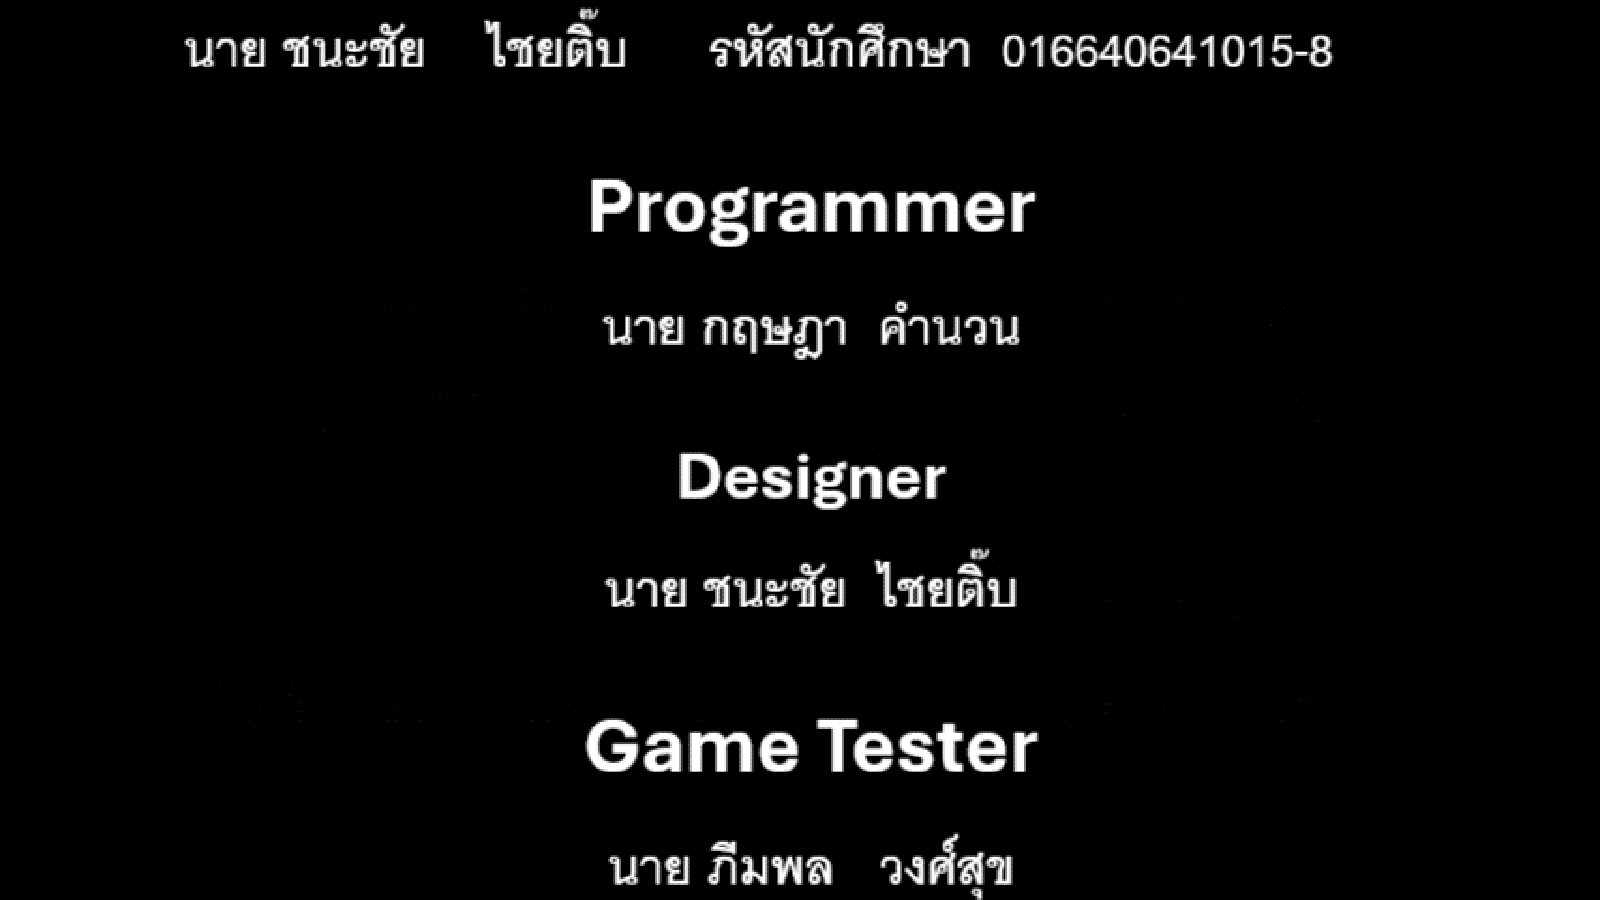 นาย ชนะชัย ไชยติ๊บ รหัสนักศึกษา 016640641015-8
Programmer
นาย กฤษฎา คำนวน
Designer
นาย ชนะชัย ไชยติ๊บ
Game Tester
นาย ภีมพล วงศ์สุข